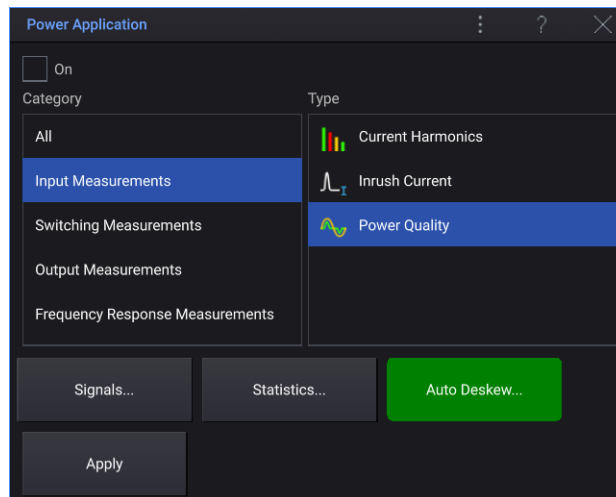 Power Application
?
On
Category
Type
All
Input Measurements
Switching Measurements
Output Measurements
Frequency Response Measurements
Current Harmonics
Inrush Current
Power Quality
Signals...
Statistics...
Auto Deskew...
Apply